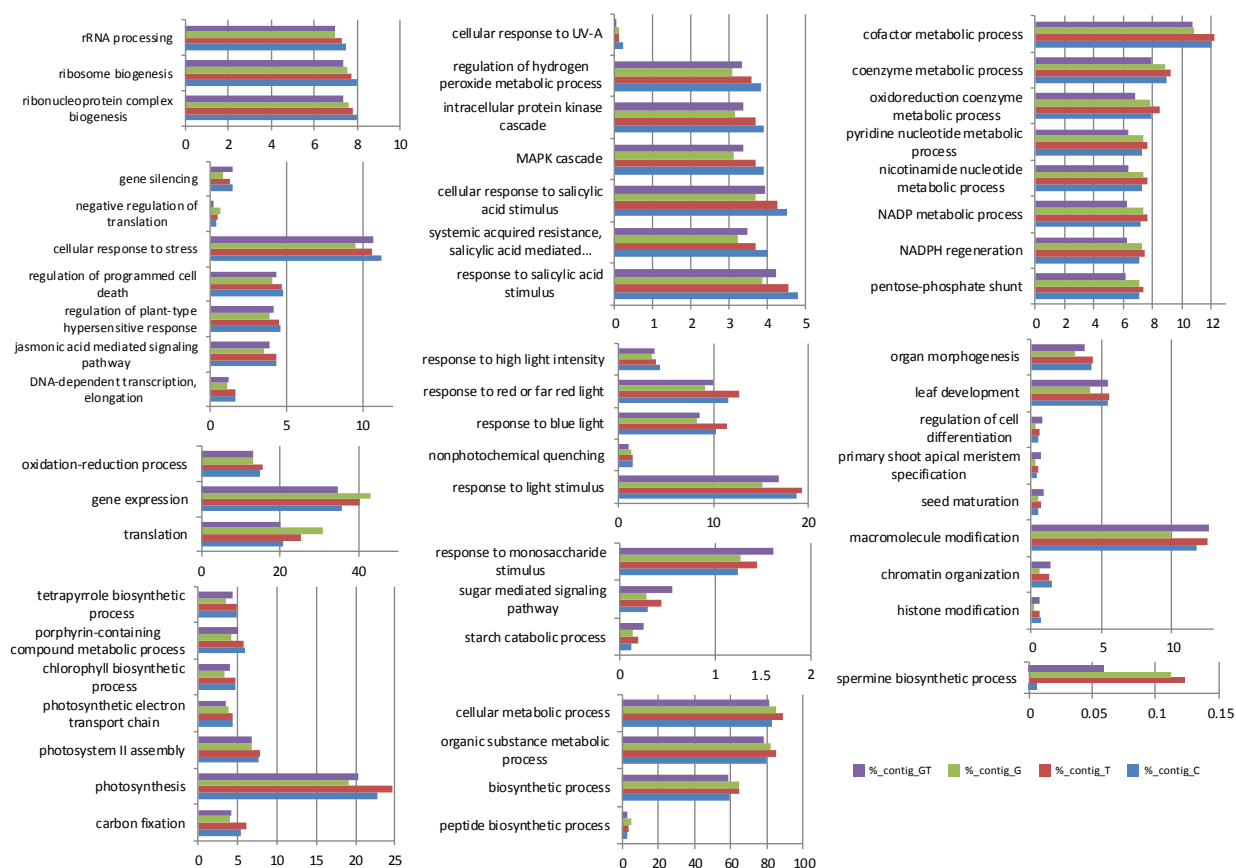 rRNA processing
ribosome biogenesis
ribonucleoprotein complex
biogenesis
0 2 4 6 8 10
gene silencing
negative regulation of
translation
cellular response to stress
regulation of programmed cell
death
regulation of plant-type
hypersensitive response
jasmonic acid mediated signaling
pathway
DNA-dependent transcription,
elongation
0 5 10
oxidation-reduction process
gene expression
translation
0 20 40
tetrapyrrole biosynthetic
process
porphyrin-containing
compound metabolic process
chlorophyll biosynthetic
process
photosynthetic electron
transport chain
photosystem II assembly
photosynthesis
carbon fixation
0 5 10 15 20 25
cellular response to UV-A
regulation of hydrogen
peroxide metabolic process
intracellular protein kinase
cascade
MAPK cascade
cellular response to salicylic
acid stimulus
systemic acquired resistance,
salicylic acid mediated...
response to salicylic acid
stimulus
0 1 2 3 4 5
response to high light intensity
response to red or far red light
response to blue light
nonphotochemical quenching
response to light stimulus
0 10 20
response to monosaccharide
stimulus
sugar mediated signaling
pathway
starch catabolic process
0 1 2
cellular metabolic process
organic substance metabolic
process
biosynthetic process
peptide biosynthetic process
0 20 40 60 80 100
cofactor metabolic process
coenzyme metabolic process
oxidoreduction coenzyme
metabolic process
pyridine nucleotide metabolic
process
nicotinamide nucleotide
metabolic process
NADP metabolic process
NADPH regeneration
pentose-phosphate shunt
0 2 4 6 8 10 12
organ morphogenesis
leaf development
regulation of cell
differentiation
primary shoot apical meristem
specification
seed maturation
macromolecule modification
chromatin organization
histone modification
0 5 10
spermine biosynthetic process
0 0.05 0.1 0.15
%_contig_GT %_contig_G %_contig_T %_contig_C